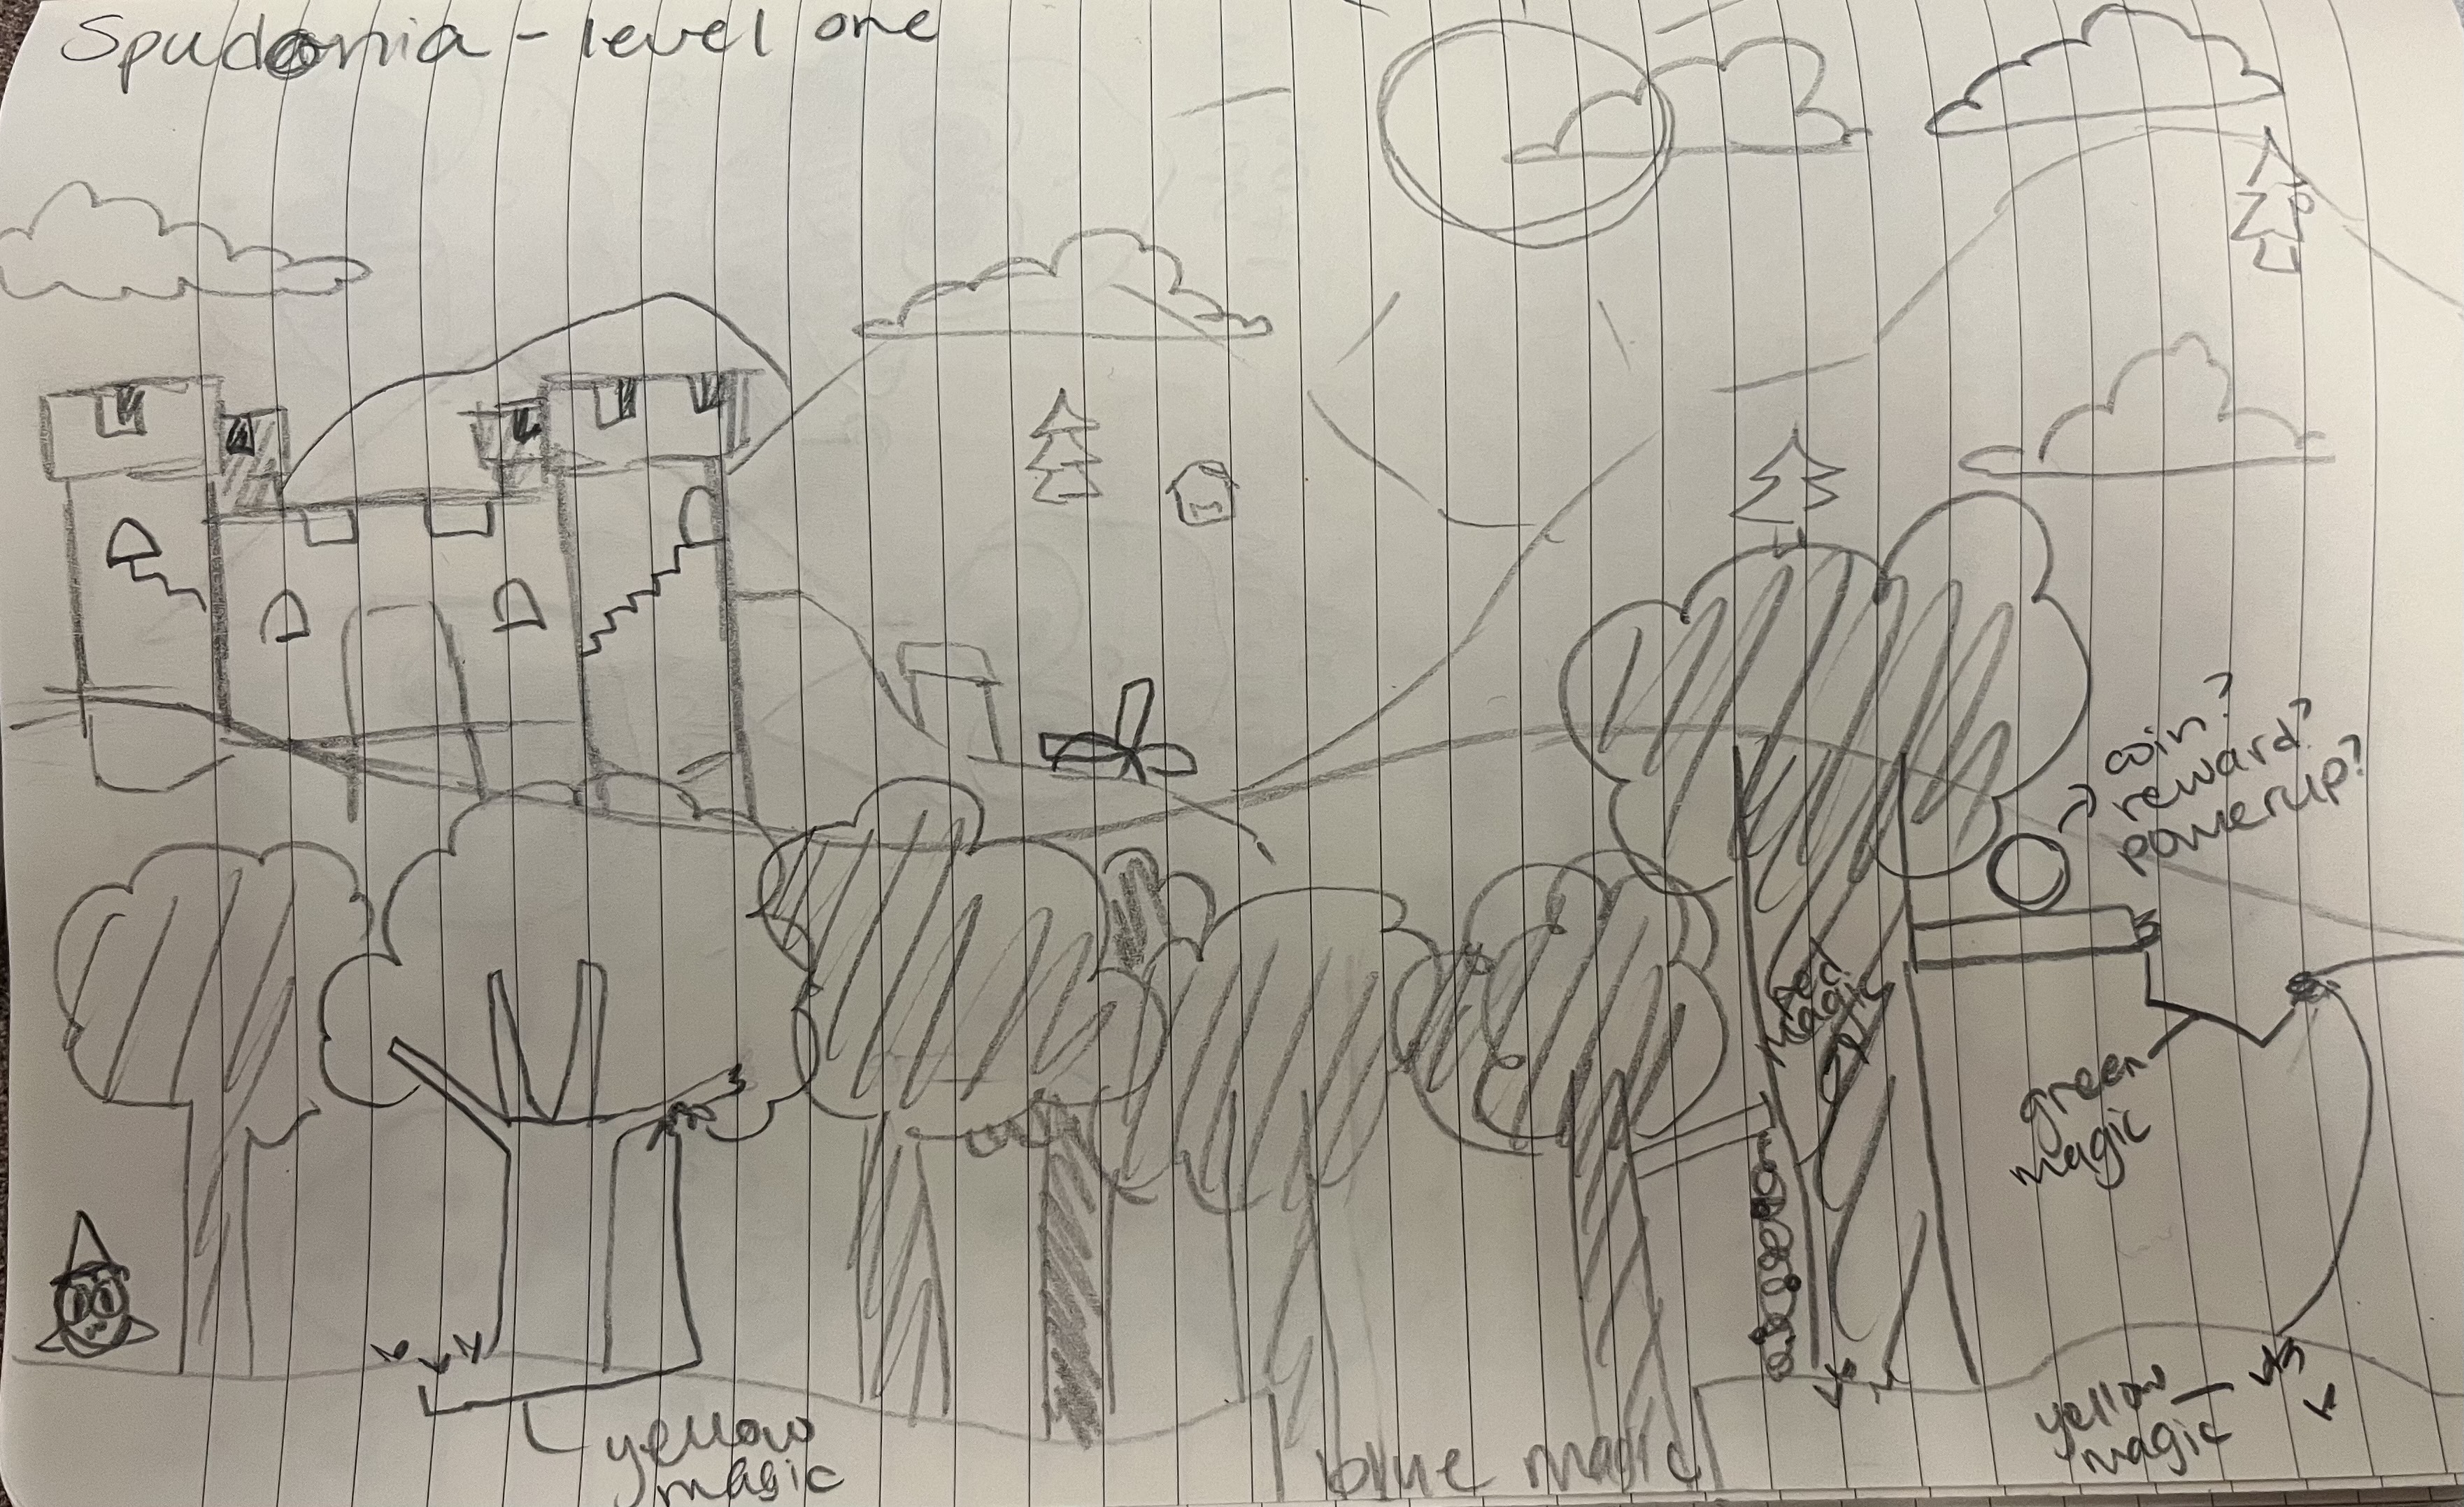 Spudonia - level one
coin?
reward?
powerup?
red
magic
green
magic
yellow
magic
blue magic
yellow
magic